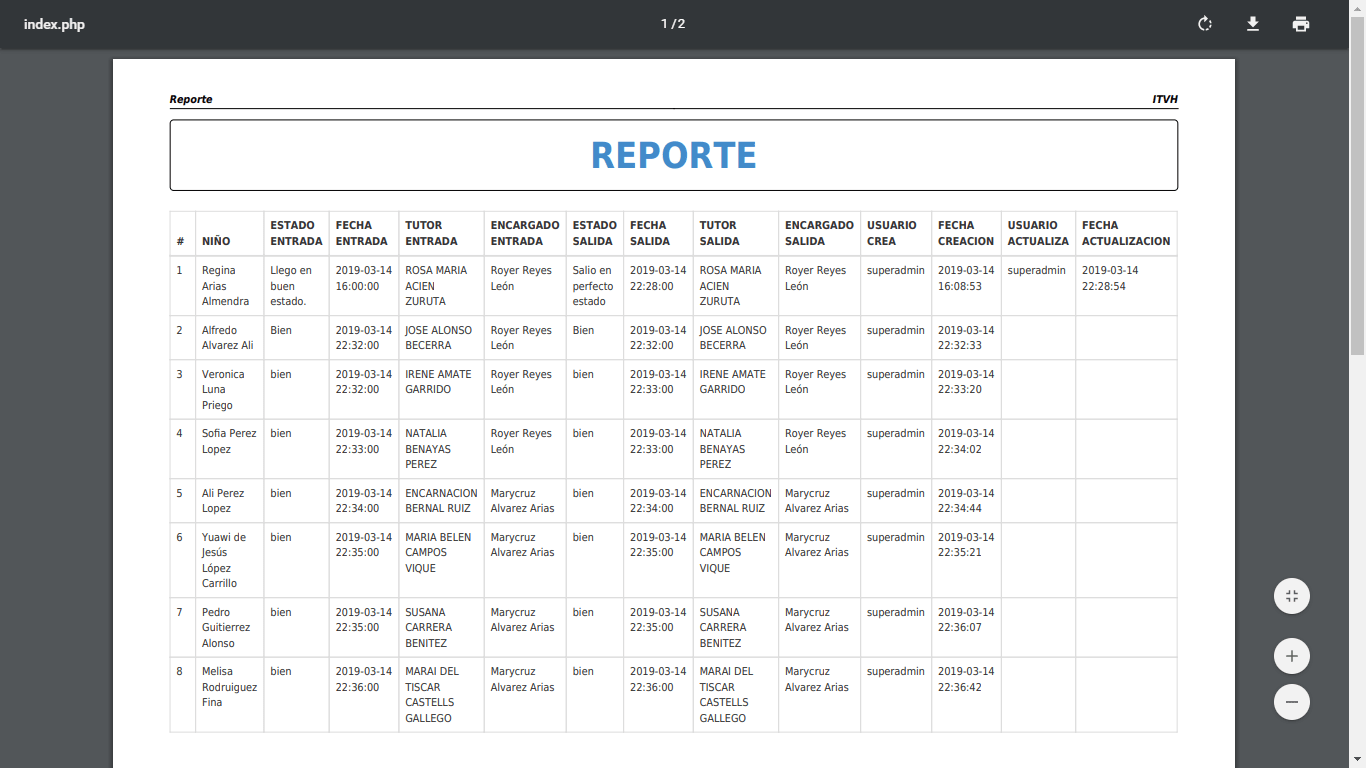 index.php
1 / 2
Reporte ITVH
REPORTE
ESTADO FECHA TUTOR ENCARGADO ESTADO FECHA TUTOR ENCARGADO USUARIO FECHA USUARIO FECHA
# NIÑO ENTRADA ENTRADA ENTRADA ENTRADA SALIDA SALIDA SALIDA SALIDA CREA CREACION ACTUALIZA ACTUALIZACION
1 Regina Llego en 2019-03-14 ROSA MARIA Royer Reyes Salio en 2019-03-14 ROSA MARIA Royer Reyes superadmin 2019-03-14 superadmin 2019-03-14
Arias buen 16:00:00 ACIEN León perfecto 22:28:00 ACIEN León 16:08:53 22:28:54
Almendra estado. ZURUTA estado ZURUTA
2 Alfredo Bien 2019-03-14 JOSE ALONSO Royer Reyes Bien 2019-03-14 JOSE ALONSO Royer Reyes superadmin 2019-03-14
Alvarez Ali 22:32:00 BECERRA León 22:32:00 BECERRA León 22:32:33
3 Veronica bien 2019-03-14 IRENE AMATE Royer Reyes bien 2019-03-14 IRENE AMATE Royer Reyes superadmin 2019-03-14
Luna 22:32:00 GARRIDO León 22:33:00 GARRIDO León 22:33:20
Priego
4 Sofia Perez bien 2019-03-14 NATALIA Royer Reyes bien 2019-03-14 NATALIA Royer Reyes superadmin 2019-03-14
Lopez 22:33:00 BENAYAS León 22:33:00 BENAYAS León 22:34:02
PEREZ PEREZ
5 Ali Perez bien 2019-03-14 ENCARNACION Marycruz bien 2019-03-14 ENCARNACION Marycruz superadmin 2019-03-14
Lopez 22:34:00 BERNAL RUIZ Alvarez Arias 22:34:00 BERNAL RUIZ Alvarez Arias 22:34:44
6 Yuawi de bien 2019-03-14 MARIA BELEN Marycruz bien 2019-03-14 MARIA BELEN Marycruz superadmin 2019-03-14
Jesús 22:35:00 CAMPOS Alvarez Arias 22:35:00 CAMPOS Alvarez Arias 22:35:21
López VIQUE VIQUE
Carrillo
7 Pedro bien 2019-03-14 SUSANA Marycruz bien 2019-03-14 SUSANA Marycruz superadmin 2019-03-14
Guitierrez 22:35:00 CARRERA Alvarez Arias 22:35:00 CARRERA Alvarez Arias 22:36:07
Alonso BENITEZ BENITEZ
8 Melisa bien 2019-03-14 MARAI DEL Marycruz bien 2019-03-14 MARAI DEL Marycruz superadmin 2019-03-14
Rodruiguez 22:36:00 TISCAR Alvarez Arias 22:36:00 TISCAR Alvarez Arias 22:36:42
Fina CASTELLS CASTELLS
GALLEGO GALLEGO